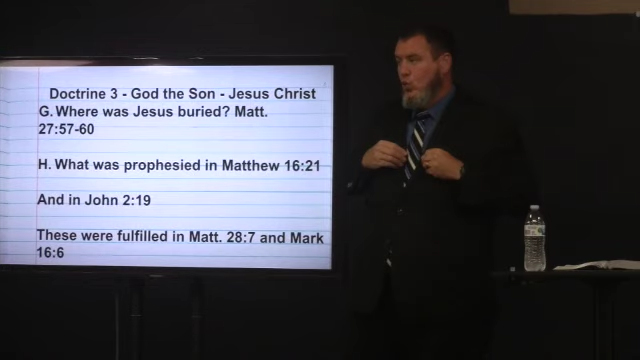 Doctrine 3 - God the Son - Jesus Christ
G. Where was Jesus buried? Matt.
27:57-60
H. What was prophesied in Matthew 16:21
And in John 2:19
These were fulfilled in Matt. 28:7 and Mark
16:6